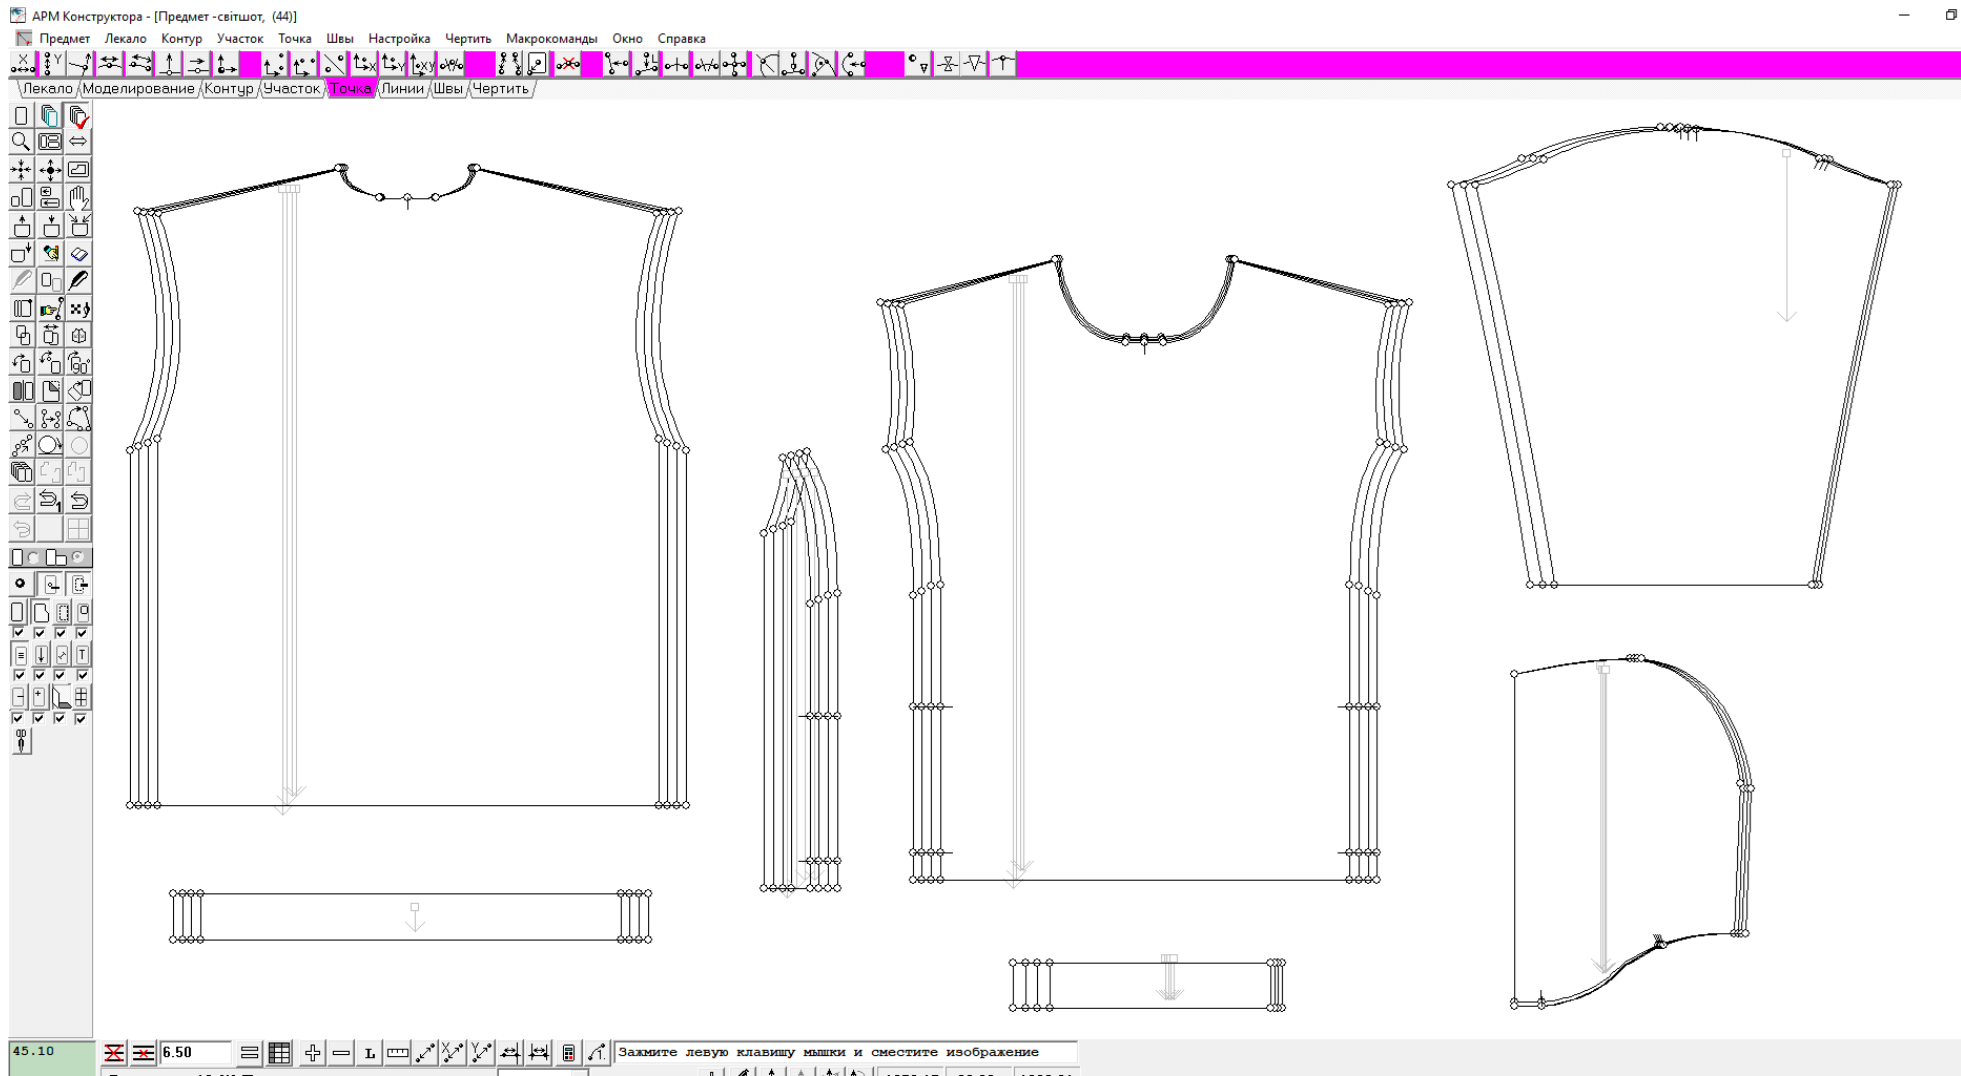 АРМ Конструктора - [Предмет -світшот, (44)]
Предмет Лекало Контур Участок Точка Швы Настройка Чертить Макрокоманды Окно Справка
Лекало Моделирование Контур Участок Точка Линии Швы Чертить
45.10 6.50 L Зажмите левую клавишу мышки и сместите изображение